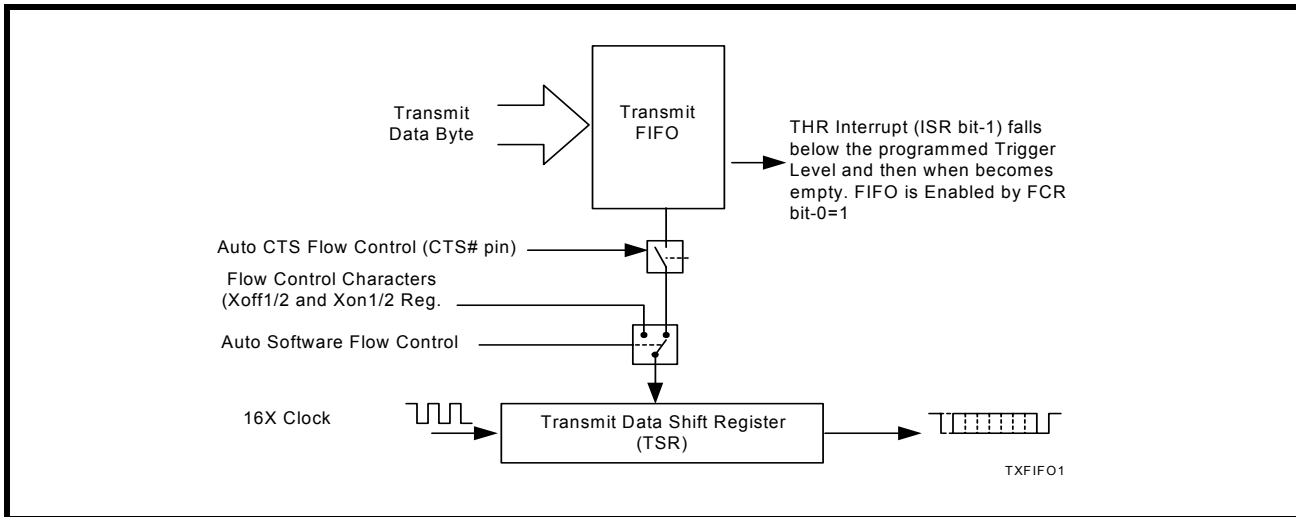 Transmit
Data Byte
Transmit
FIFO
THR Interrupt (ISR bit-1) falls
below the programmed Trigger
Level and then when becomes
empty. FIFO is Enabled by FCR
bit-0=1
Auto CTS Flow Control (CTS# pin)
Flow Control Characters
(Xoff1/2 and Xon1/2 Reg.
Auto Software Flow Control
16X Clock
Transmit Data Shift Register
(TSR)
TXFIFO1